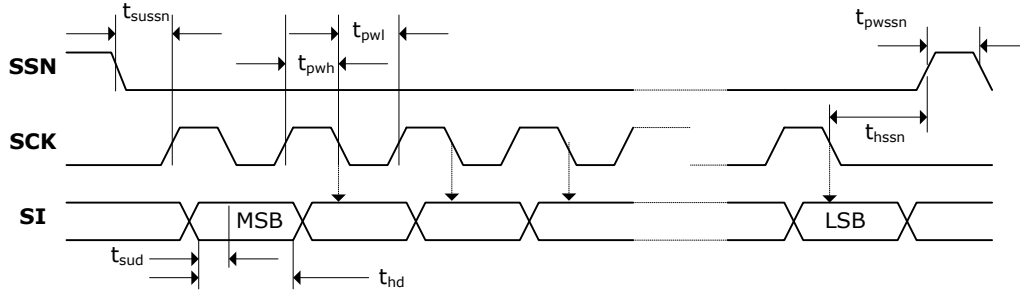 t_sussn
t_pwl
t_pwssn
t_pwh
SSN
SCK
t_hssn
SI
MSB
LSB
t_sud
t_hd